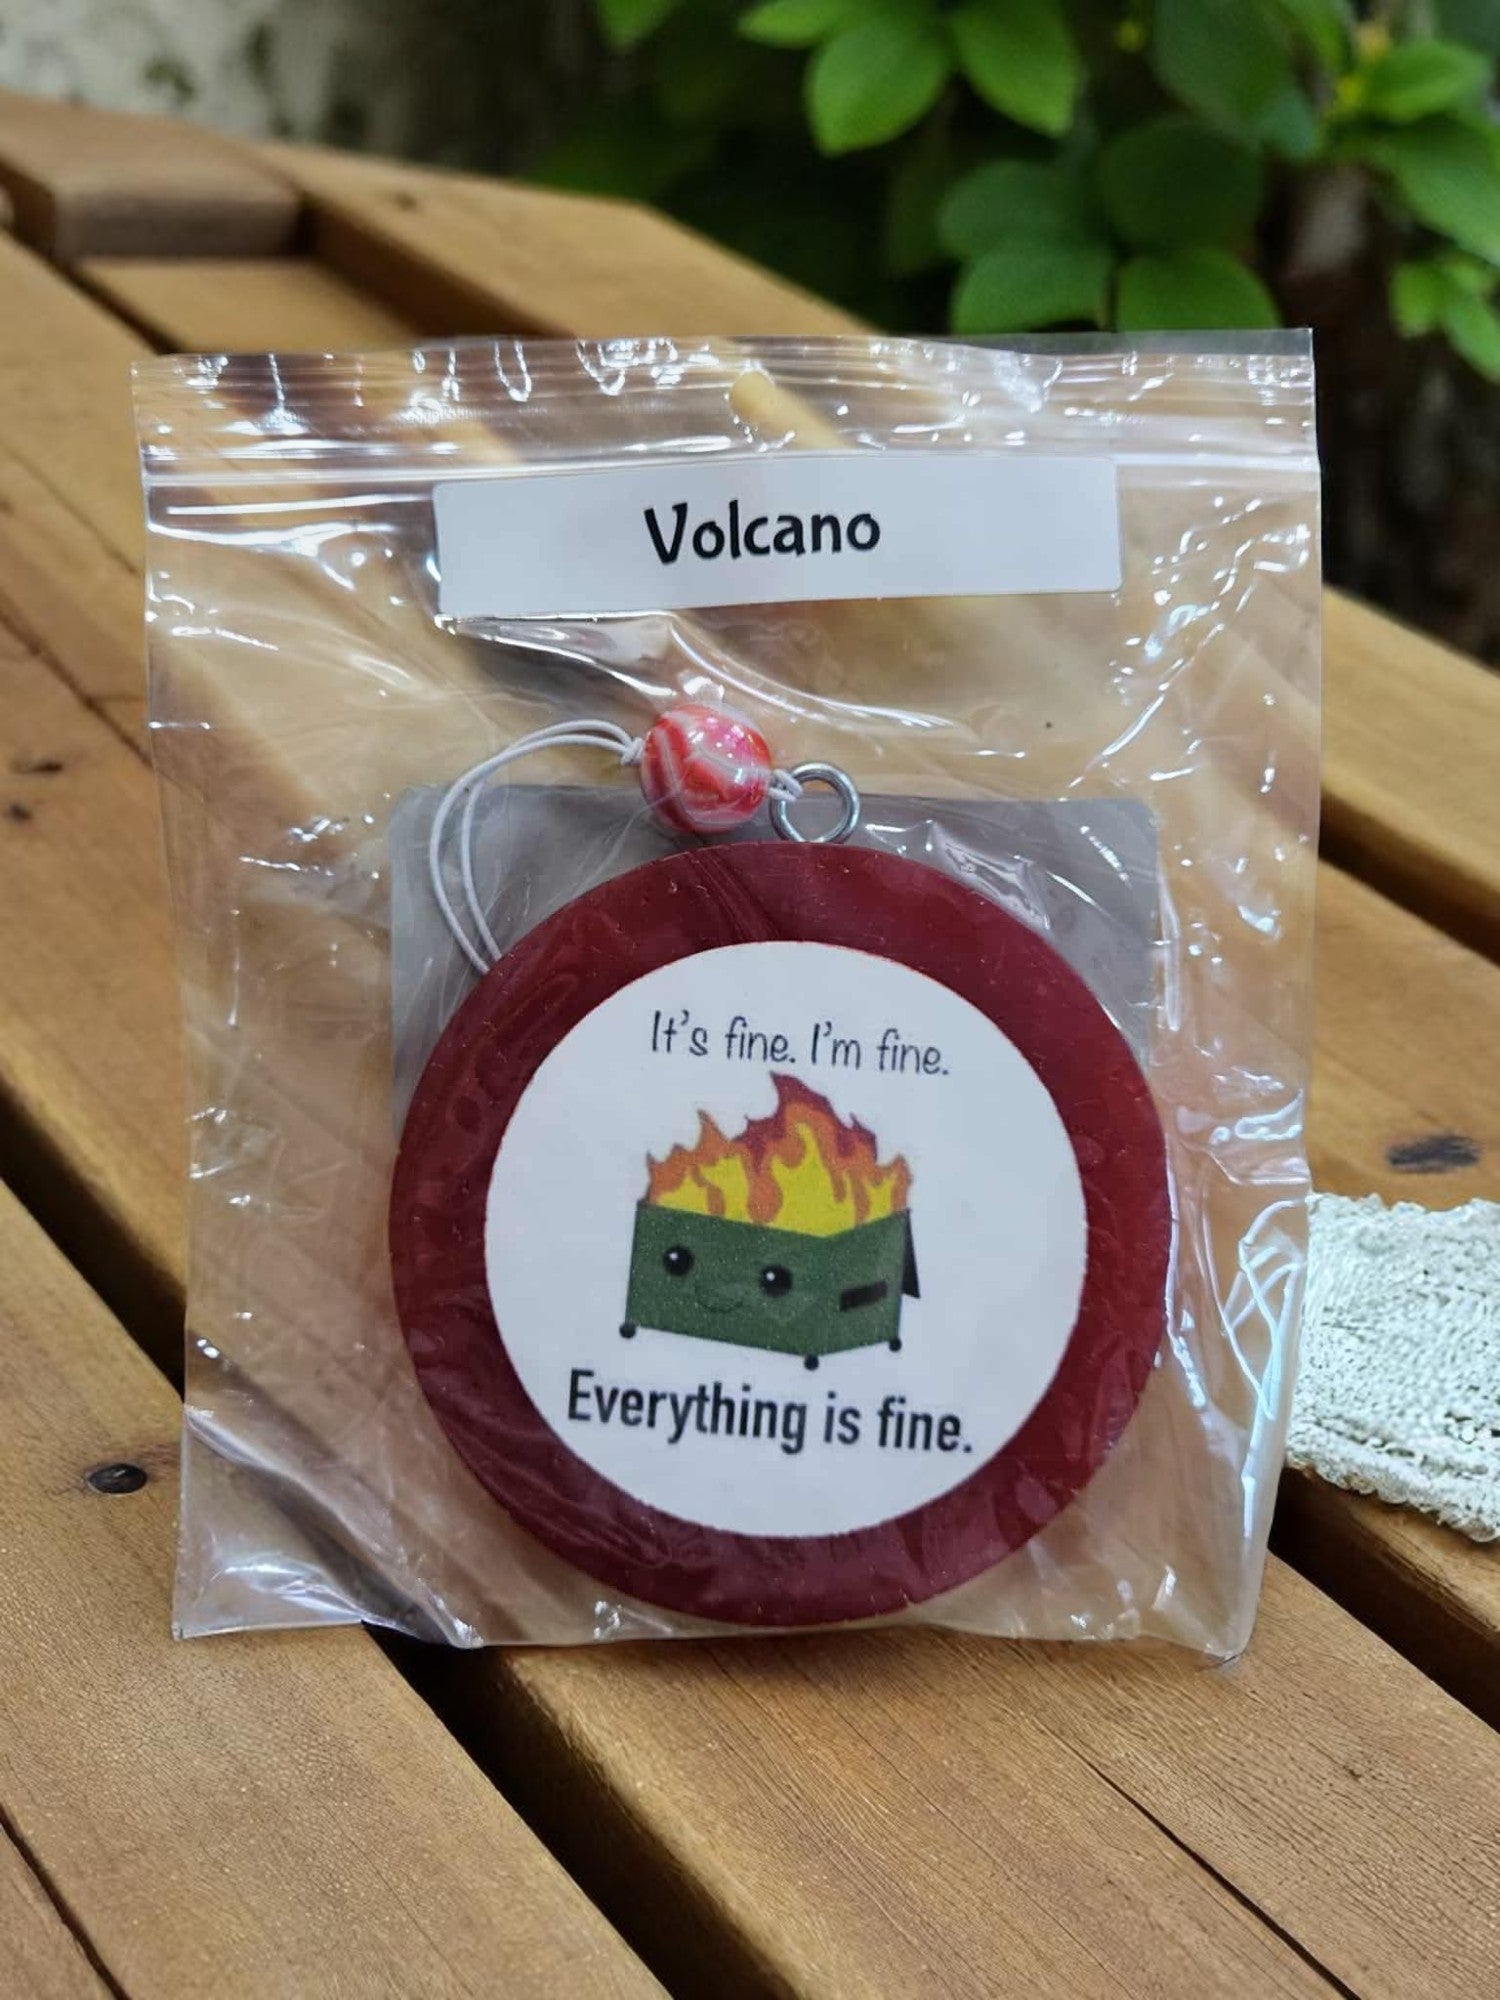 Volcano
It's fine. I'm fine.
Everything is fine.